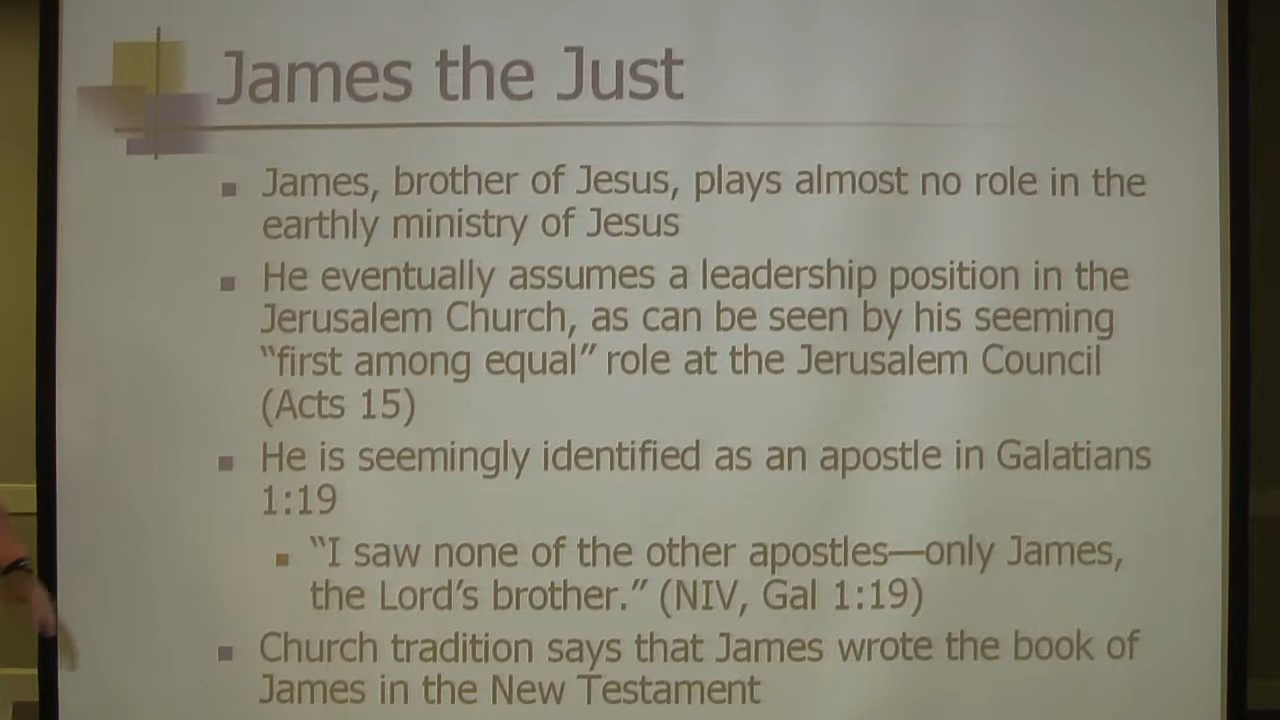 James the Just
James, brother of Jesus, plays almost no role in the
earthly ministry of Jesus
He eventually assumes a leadership position in the
Jerusalem Church, as can be seen by his seeming
“first among equal” role at the Jerusalem Council
(Acts 15)
He is seemingly identified as an apostle in Galatians
1:19
“I saw none of the other apostles—only James,
the Lord’s brother.” (NIV, Gal 1:19)
Church tradition says that James wrote the book of
James in the New Testament